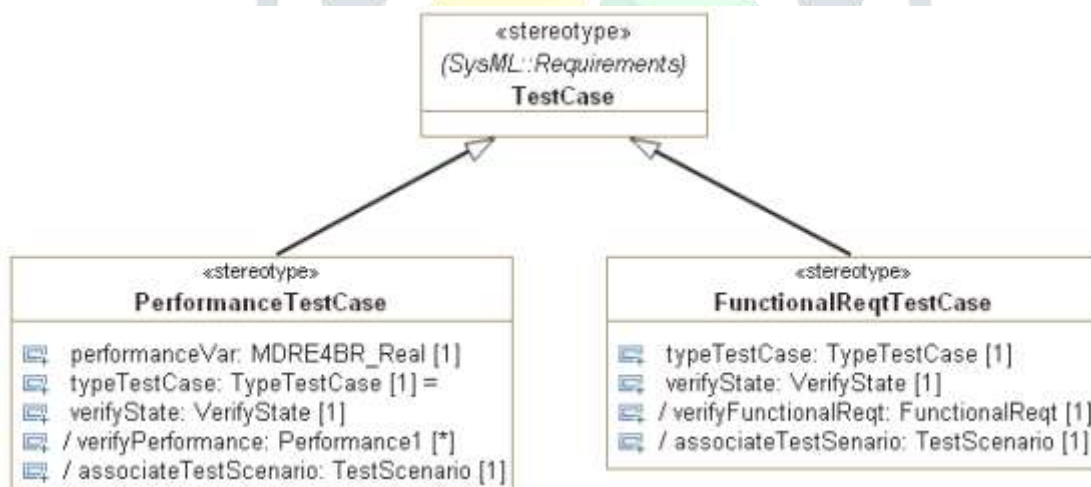 «stereotype»
(SysML::Requirements)
TestCase
«stereotype»
PerformanceTestCase
performanceVar: MDRE4BR_Real [1]
typeTestCase: TypeTestCase [1] =
verifyState: VerifyState [1]
/ verifyPerformance: Performance1 [*]
/ associateTestScenario: TestScenario [1]
«stereotype»
FunctionalReqtTestCase
typeTestCase: TypeTestCase [1]
verifyState: VerifyState [1]
/ verifyFunctionalReqt: FunctionalReqt [1]
/ associateTestSenario: TestScenario [1]